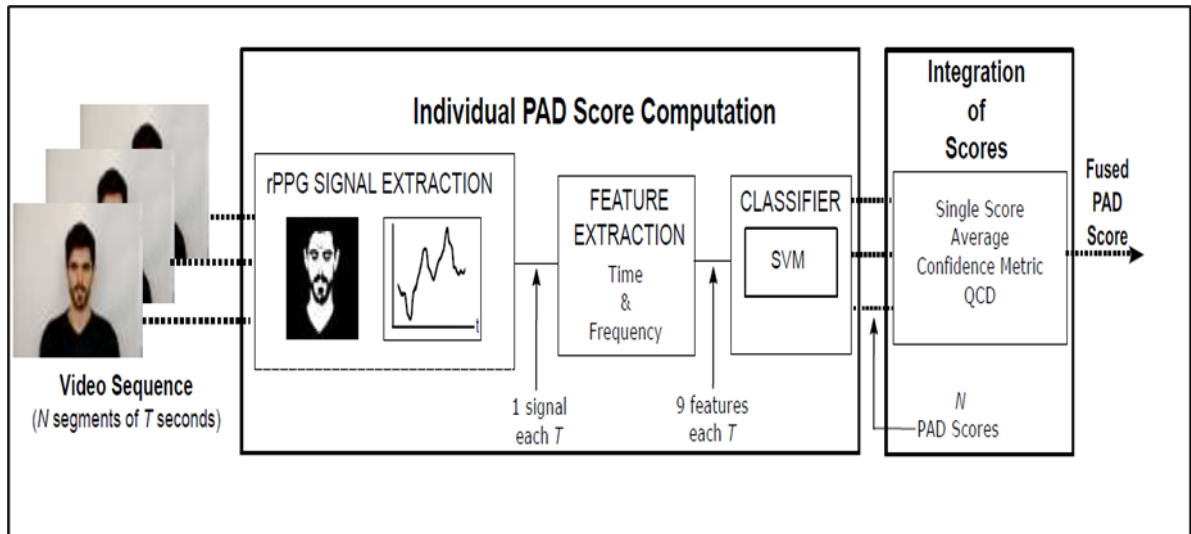 Individual PAD Score Computation
rPPG SIGNAL EXTRACTION
t
FEATURE
EXTRACTION
Time
&
Frequency
CLASSIFIER
SVM
Integration
of
Scores
Single Score
Average
Confidence Metric
QCD
Fused
PAD
Score
Video Sequence
(N segments of T seconds)
1 signal
each T
9 features
each T
N
PAD Scores